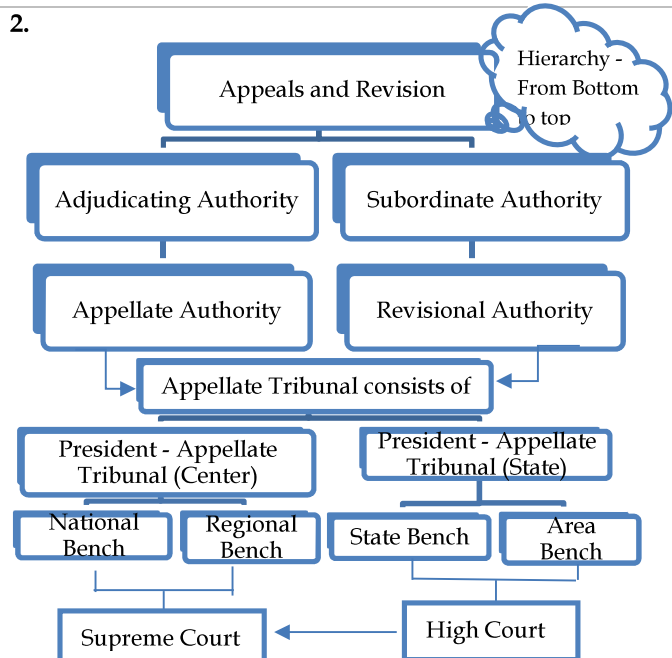 2.
Hierarchy -
From Bottom
to top
Appeals and Revision
Adjudicating Authority
Subordinate Authority
Appellate Authority
Revisional Authority
Appellate Tribunal consists of
President - Appellate
Tribunal (Center)
President - Appellate
Tribunal (State)
National
Bench
Regional
Bench
State Bench
Area
Bench
Supreme Court
High Court